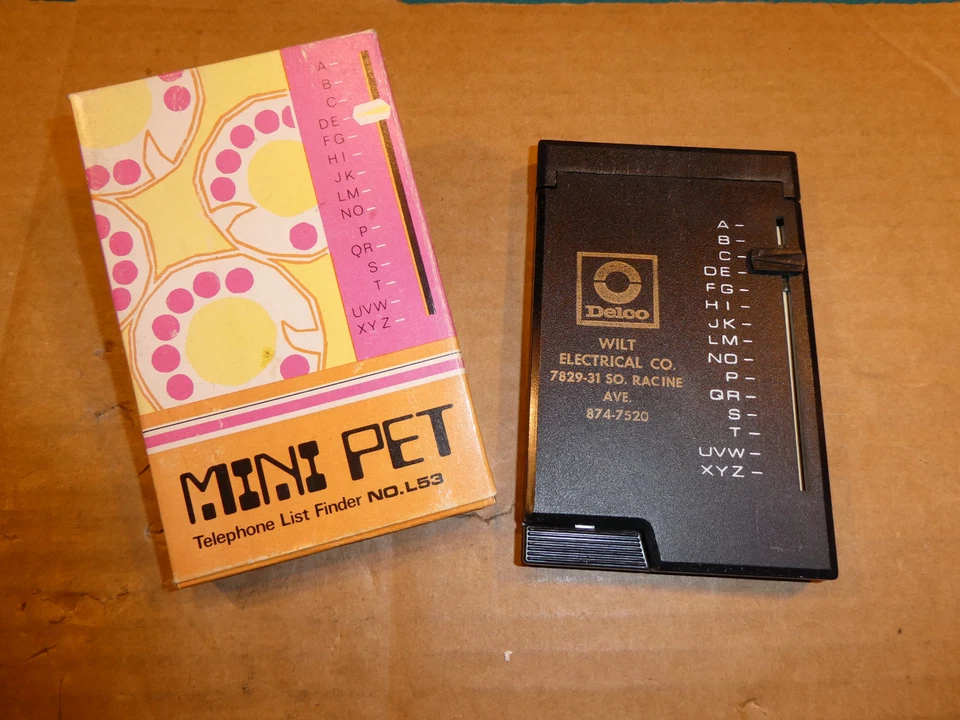 A
B
C
DE
FG
HI
JK
LM
NO
P
QR
S
T
UVW
XYZ
MINI PET
Telephone List Finder NO.L53
A
B
C
DE
FG
HI
JK
LM
NO
P
QR
S
T
UVW
XYZ
Delco
WILT
ELECTRICAL CO.
7829-31 SO. RACINE
AVE.
874-7520